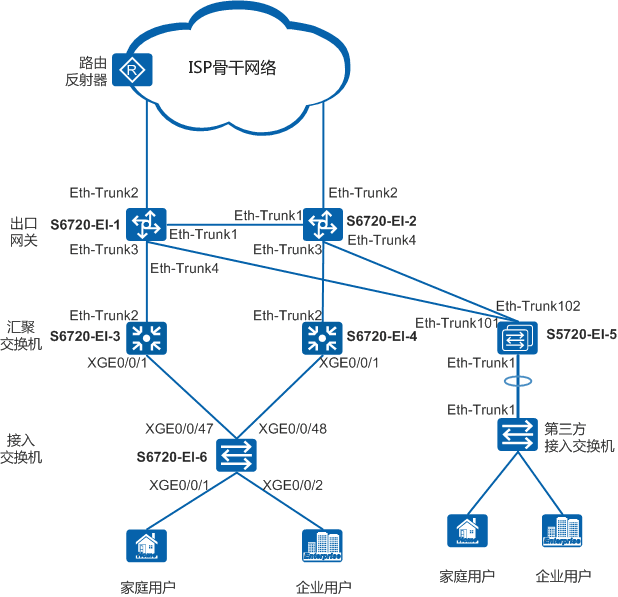 ISP骨干网络
路由
反射器
R
Eth-Trunk2
Eth-Trunk2
出口
网关
S6720-EI-1
Eth-Trunk1
Eth-Trunk1
S6720-EI-2
Eth-Trunk3
Eth-Trunk4
Eth-Trunk3
Eth-Trunk4
Eth-Trunk102
Eth-Trunk2
Eth-Trunk2
Eth-Trunk101
汇聚
交换机
S6720-EI-3
S6720-EI-4
S5720-EI-5
XGE0/0/1
XGE0/0/1
Eth-Trunk1
Eth-Trunk1
XGE0/0/47
XGE0/0/48
第三方
接入交换机
接入
交换机
S6720-EI-6
XGE0/0/1
XGE0/0/2
Enterprise
Enterprise
家庭用户
企业用户
家庭用户
企业用户